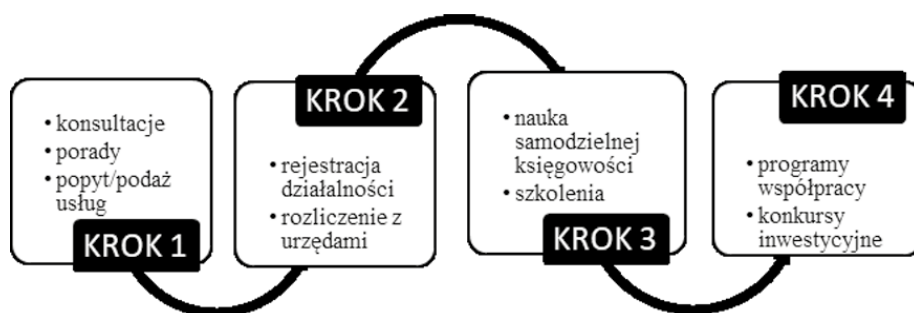 • konsultacje
• porady
• popyt/podaż
usług
KROK 1
KROK 2
• rejestracja
działalności
• rozliczenie z
urzędami
• nauka
samodzielnej
księgowości
• szkolenia
KROK 3
KROK 4
• programy
współpracy
• konkursy
inwestycyjne